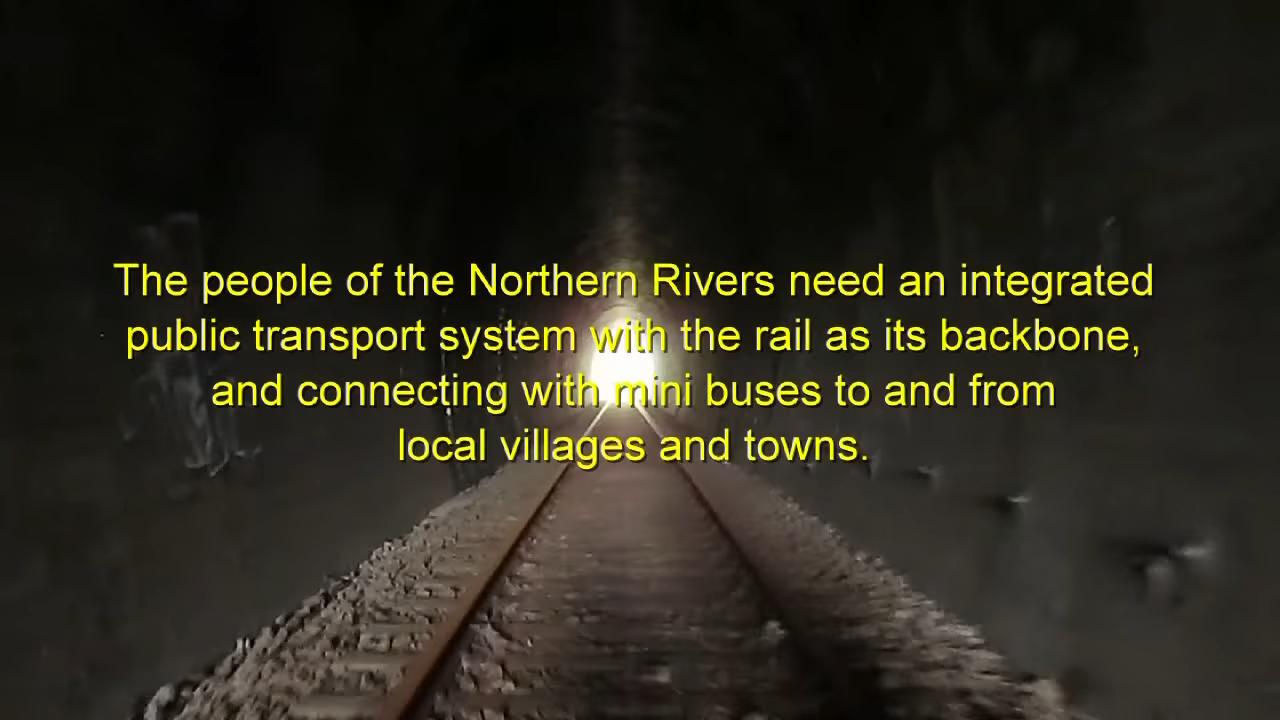 The people of the Northern Rivers need an integrated
public transport system with the rail as its backbone,
and connecting with mini buses to and from
local villages and towns.